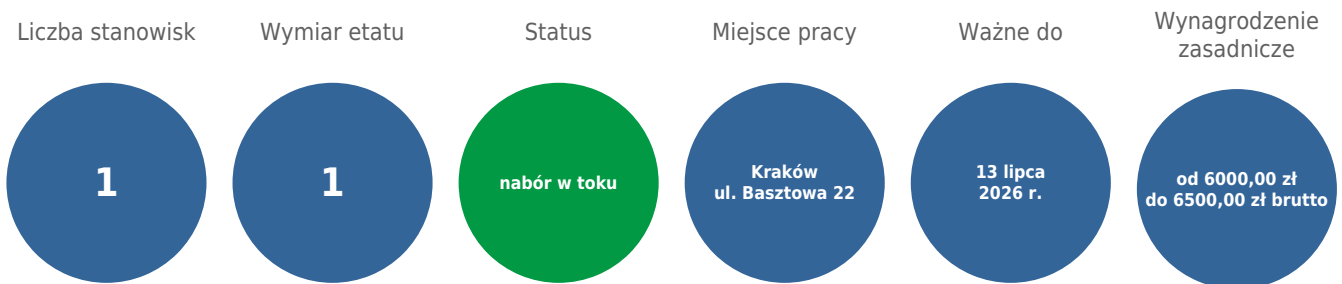 Liczba stanowisk
1
Wymiar etatu
1
Status
nabór w toku
Miejsce pracy
Kraków
ul. Basztowa 22
Ważne do
13 lipca
2026 r.
Wynagrodzenie
zasadnicze
od 6000,00 zł
do 6500,00 zł brutto